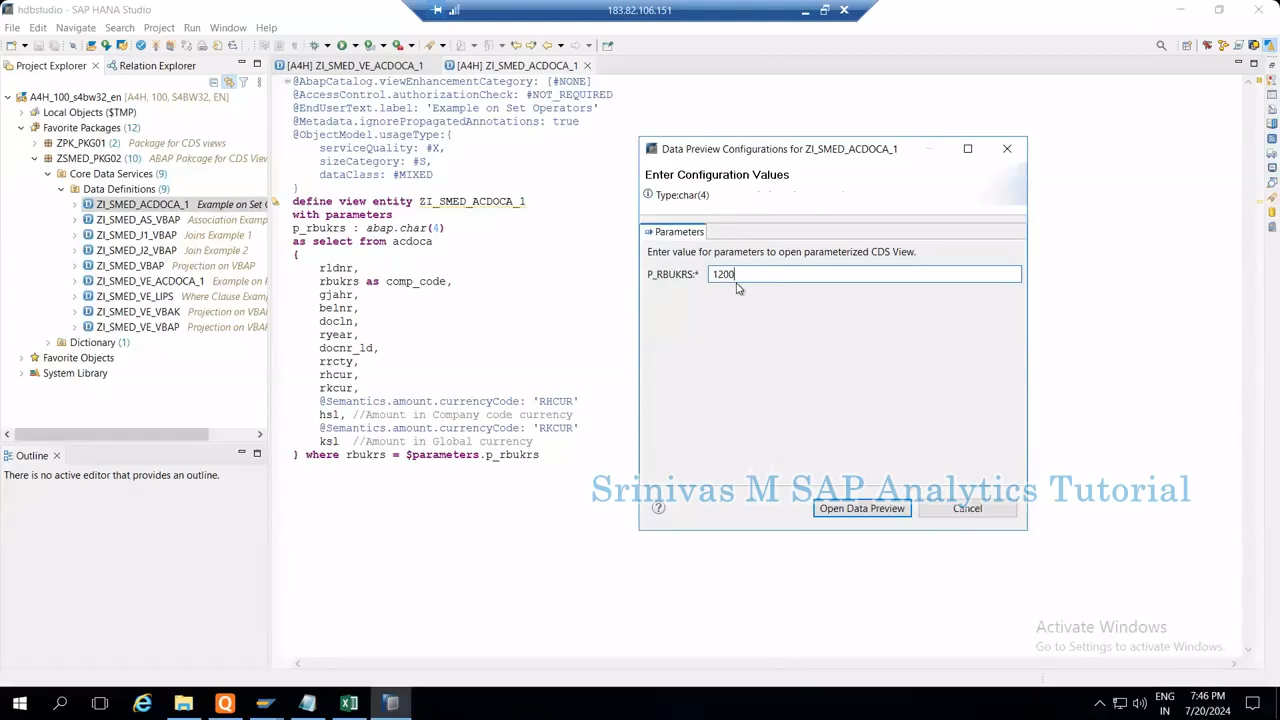 hdbstudio - SAP HANA Studio
183.82.106.151
File Edit Navigate Search Project Run Window Help
Project Explorer
Relation Explorer
[A4H] ZI_SMED_VE_ACDOCA_1
[A4H] ZI_SMED_ACDOCA_1
A4H_100_s4bw32_en (A4H, 100, S4BW32, EN)
Local Objects ($TMP)
Favorite Packages (12)
ZPK_PKG01 (2) Package for CDS views
ZSMED_PKG02 (10) ABAP Pakcage for CDS View
Core Data Services (9)
Data Definitions (9)
ZI_SMED_ACDOCA_1 Example on Set O
ZI_SMED_AS_VBAP Association Examp
ZI_SMED_J1_VBAP Joins Example 1
ZI_SMED_J2_VBAP Join Example 2
ZI_SMED_VBAP Projection on VBAP
ZI_SMED_VE_ACDOCA_1 Example on
ZI_SMED_VE_LIPS Where Clause Examp
ZI_SMED_VE_VBAK Projection on VBAK
ZI_SMED_VE_VBAP Projection on VBAP
Dictionary (1)
Favorite Objects
System Library
Outline
There is no active editor that provides an outline.
@AbapCatalog.viewEnhancementCategory: [#NONE]
@AccessControl.authorizationCheck: #NOT_REQUIRED
@EndUserText.label: 'Example on Set Operators'
@Metadata.ignorePropagatedAnnotations: true
@ObjectModel.usageType:{
serviceQuality: #X,
sizeCategory: #S,
dataClass: #MIXED
}
define view entity ZI_SMED_ACDOCA_1
with parameters
p_rbukrs : abap.char(4)
as select from acdoca
{
rldnr,
rbukrs as comp_code,
gjahr,
belnr,
docln,
ryear,
docnr_ld,
rrcty,
rhcur,
rkcur,
@Semantics.amount.currencyCode: 'RHCUR'
hsl, //Amount in Company code currency
@Semantics.amount.currencyCode: 'RKCUR'
ksl //Amount in Global currency
} where rbukrs = $parameters.p_rbukrs
Data Preview Configurations for ZI_SMED_ACDOCA_1
Enter Configuration Values
Type:char(4)
Parameters
Enter value for parameters to open parameterized CDS View.
P_RBUKRS:* 1200
Srinivas M SAP Analytics Tutorial
Open Data Preview
Cancel
Activate Windows
Go to Settings to activate Windows.
ENG
IN
7:46 PM
7/20/2024